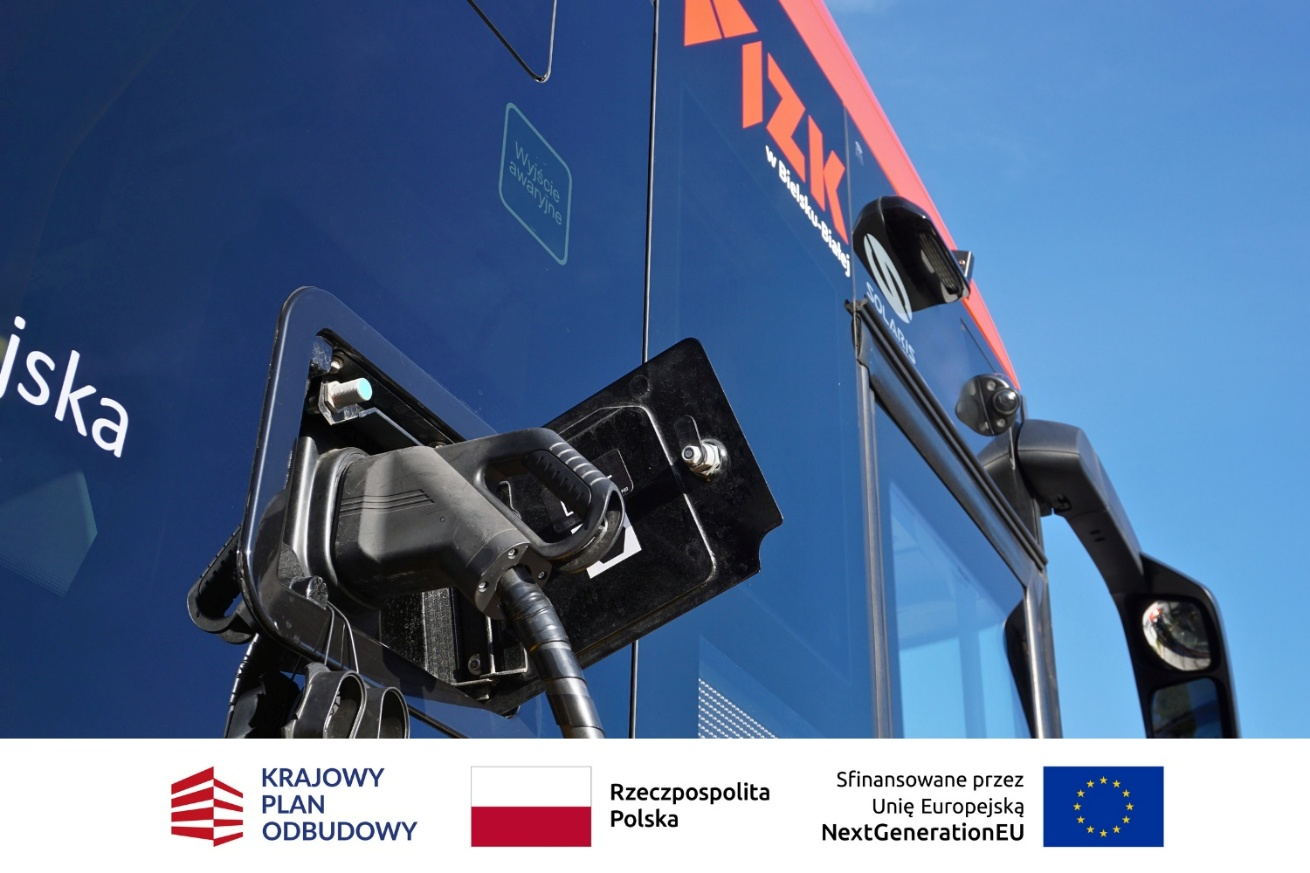 MZK
w Bielsku-Białej
Wyjście
awaryjne
SOLARIS
jska
KRAJOWY
PLAN
ODBUDOWY
Rzeczpospolita
Polska
Sfinansowane przez
Unię Europejską
NextGenerationEU